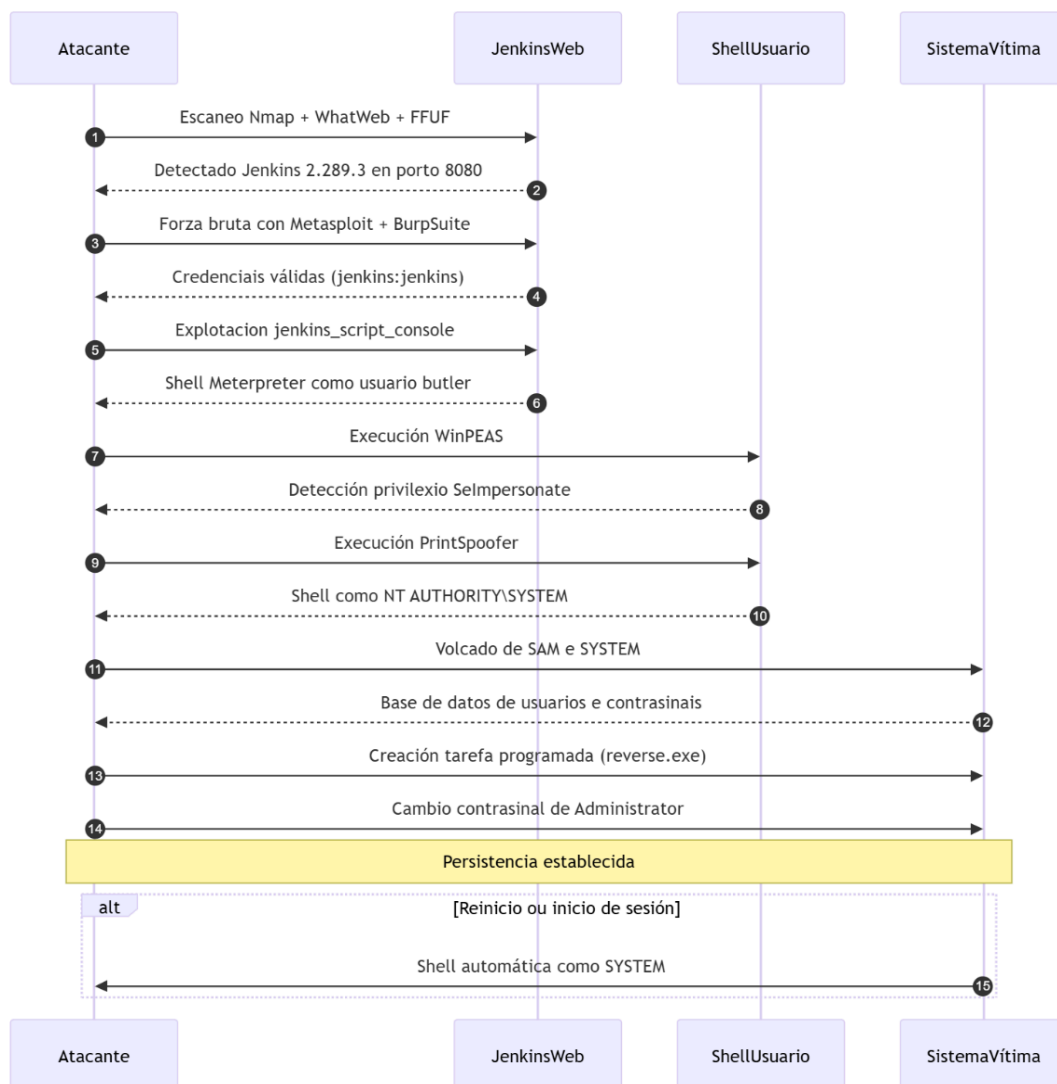 Atacante
JenkinsWeb
ShellUsuario
SistemaVítima
Escaneo Nmap + WhatWeb + FFUF
1
Detectado Jenkins 2.289.3 en porto 8080
2
Forza bruta con Metasploit + BurpSuite
3
Credenciais válidas (jenkins:jenkins)
4
Explotacion jenkins_script_console
5
Shell Meterpreter como usuario butler
6
Execución WinPEAS
7
Detección privilexio SeImpersonate
8
Execución PrintSpoofer
9
Shell como NT AUTHORITY\SYSTEM
10
Volcado de SAM e SYSTEM
11
Base de datos de usuarios e contrasinais
12
Creación tarefa programada (reverse.exe)
13
Cambio contrasinal de Administrator
14
Persistencia establecida
alt
[Reinicio ou inicio de sesión]
Shell automática como SYSTEM
15
Atacante
JenkinsWeb
ShellUsuario
SistemaVítima